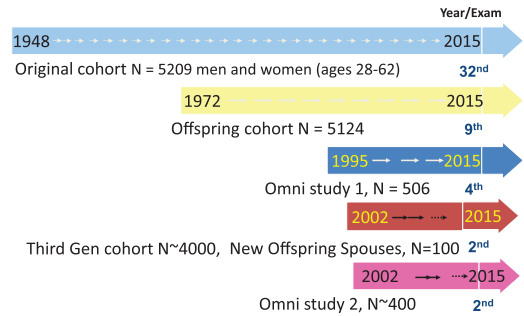 Year/Exam
1948 2015
Original cohort N = 5209 men and women (ages 28-62) 32nd
1972 2015
Offspring cohort N = 5124 9th
1995 2015
Omni study 1, N = 506 4th
2002 2015
Third Gen cohort N~4000, New Offspring Spouses, N=100 2nd
2002 2015
Omni study 2, N~400 2nd